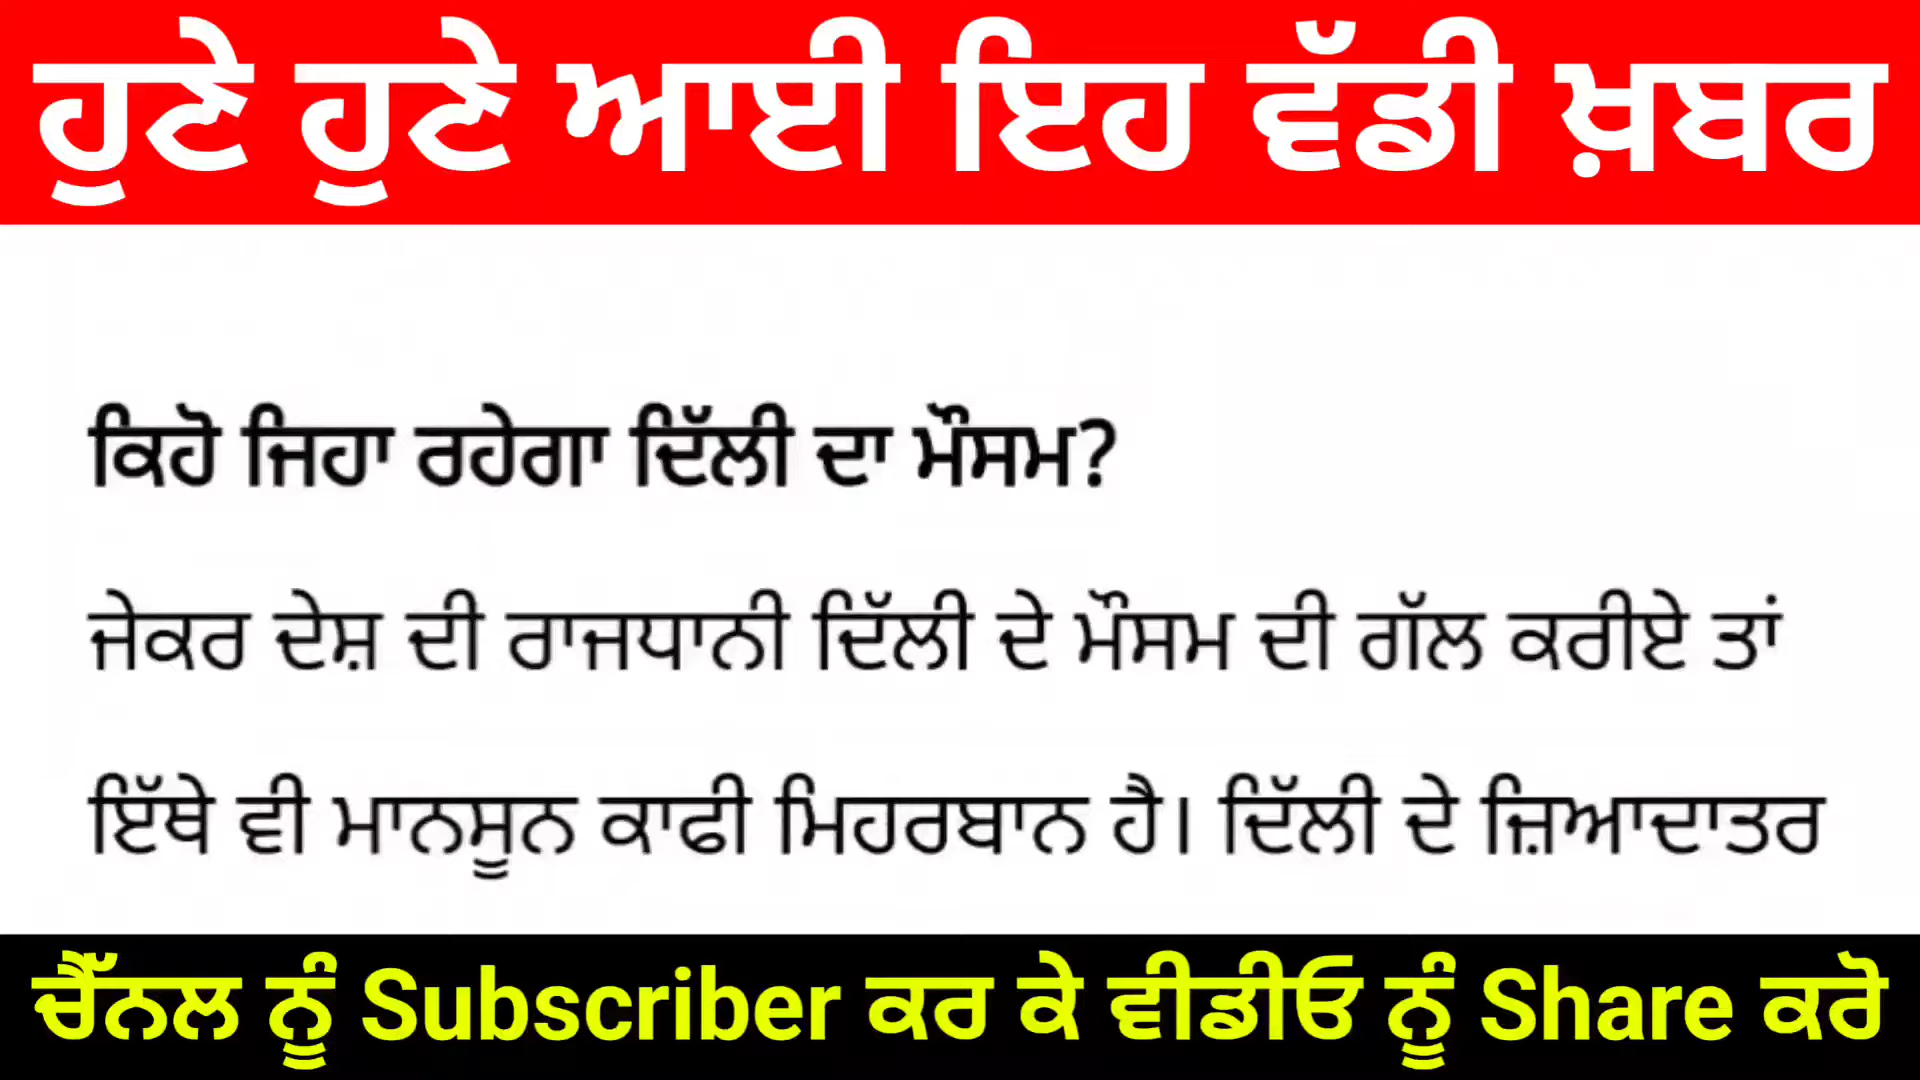 ਹੁਣੇ ਹੁਣੇ ਆਈ ਇਹ ਵੱਡੀ ਖ਼ਬਰ
ਕਿਹੋ ਜਿਹਾ ਰਹੇਗਾ ਦਿੱਲੀ ਦਾ ਮੌਸਮ?
ਜੇਕਰ ਦੇਸ਼ ਦੀ ਰਾਜਧਾਨੀ ਦਿੱਲੀ ਦੇ ਮੌਸਮ ਦੀ ਗੱਲ ਕਰੀਏ ਤਾਂ
ਇੱਥੇ ਵੀ ਮਾਨਸੂਨ ਕਾਫੀ ਮਿਹਰਬਾਨ ਹੈ। ਦਿੱਲੀ ਦੇ ਜ਼ਿਆਦਾਤਰ
ਚੈੱਨਲ ਨੂੰ Subscriber ਕਰ ਕੇ ਵੀਡੀਓ ਨੂੰ Share ਕਰੋ